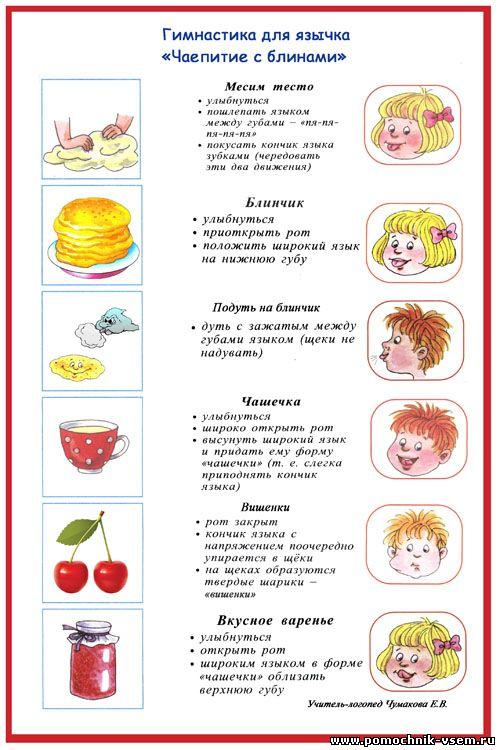 Гимнастика для язычка
«Чаепитие с блинами»
Месим тесто
• улыбнуться
• пошлепать языком
между губами – «пя-пя-
пя-пя-пя»
• покусать кончик языка
зубками (чередовать
эти два движения)
Блинчик
• улыбнуться
• приоткрыть рот
• положить широкий язык
на нижнюю губу
Подуть на блинчик
• дуть с зажатым между
губами языком (щеки не
надувать)
Чашечка
• улыбнуться
• широко открыть рот
• высунуть широкий язык
и придать ему форму
«чашечки» (т. е. слегка
приподнять кончик
языка)
Вишенки
• рот закрыт
• кончик языка с
напряжением поочередно
упирается в щёки
• на щеках образуются
твердые шарики –
«вишенки»
Вкусное варенье
• улыбнуться
• открыть рот
• широким языком в форме
«чашечки» облизать
верхнюю губу
Учитель-логопед Чумакова Е.В.
www.pomochnik-vsem.ru